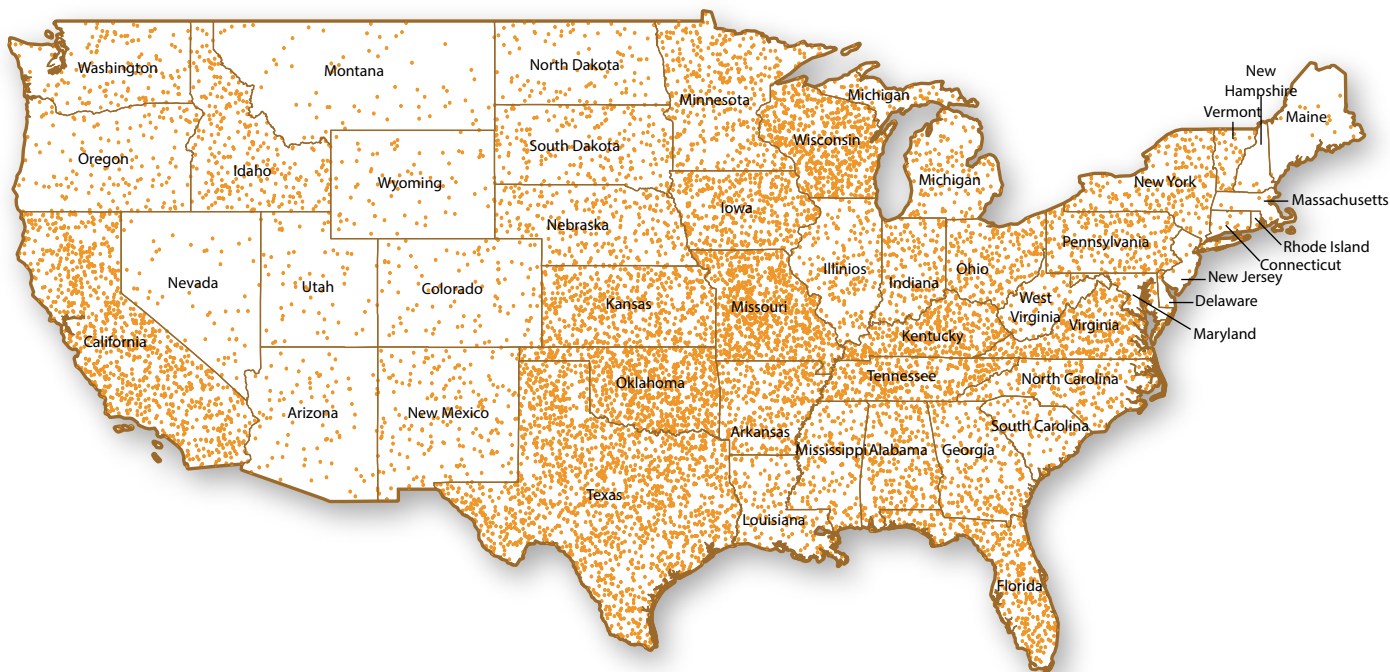 Washington
Montana
North Dakota
Minnesota
Michigan
New
Hampshire
Vermont
Maine
Oregon
Idaho
Wyoming
South Dakota
Wisconsin
Michigan
New York
Massachusetts
Rhode Island
Connecticut
New Jersey
Delaware
Maryland
Nebraska
Iowa
Pennsylvania
Nevada
Utah
Colorado
Kansas
Missouri
Illinios
Indiana
Ohio
West
Virginia
Virginia
California
Kentucky
Arizona
New Mexico
Oklahoma
Tennessee
North Carolina
Arkansas
South Carolina
Mississippi
Alabama
Georgia
Texas
Louisiana
Florida